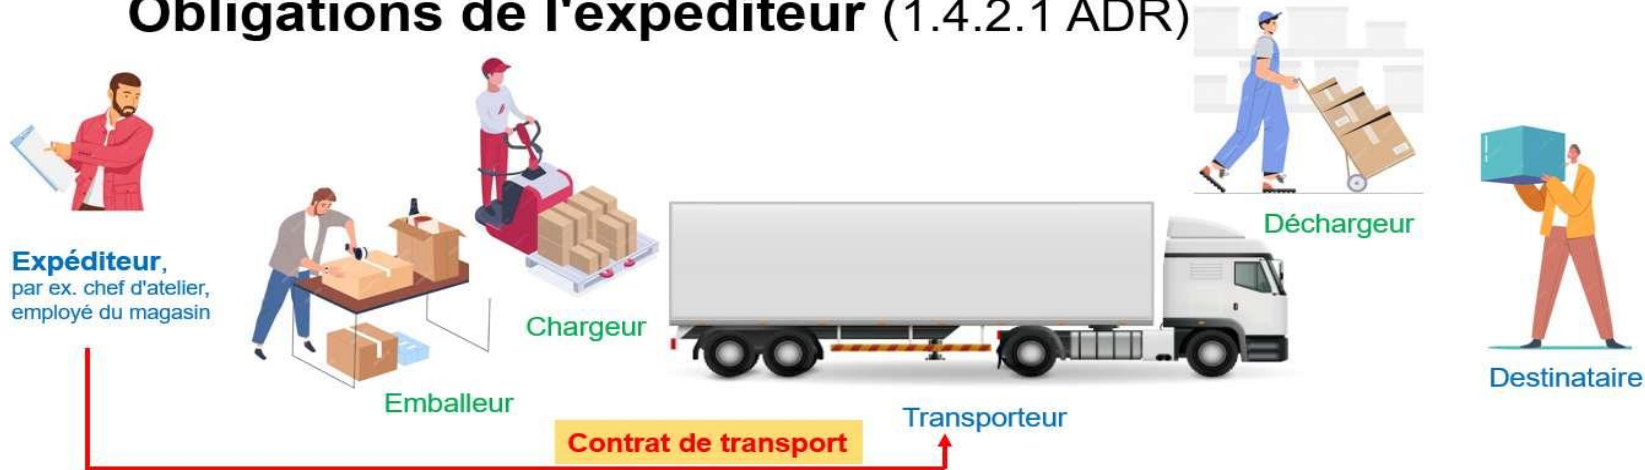 Obligations de l'expéditeur (1.4.2.1 ADR)
Expéditeur,
par ex. chef d'atelier,
employé du magasin
Emballeur
Chargeur
Contrat de transport
Transporteur
Déchargeur
Destinataire